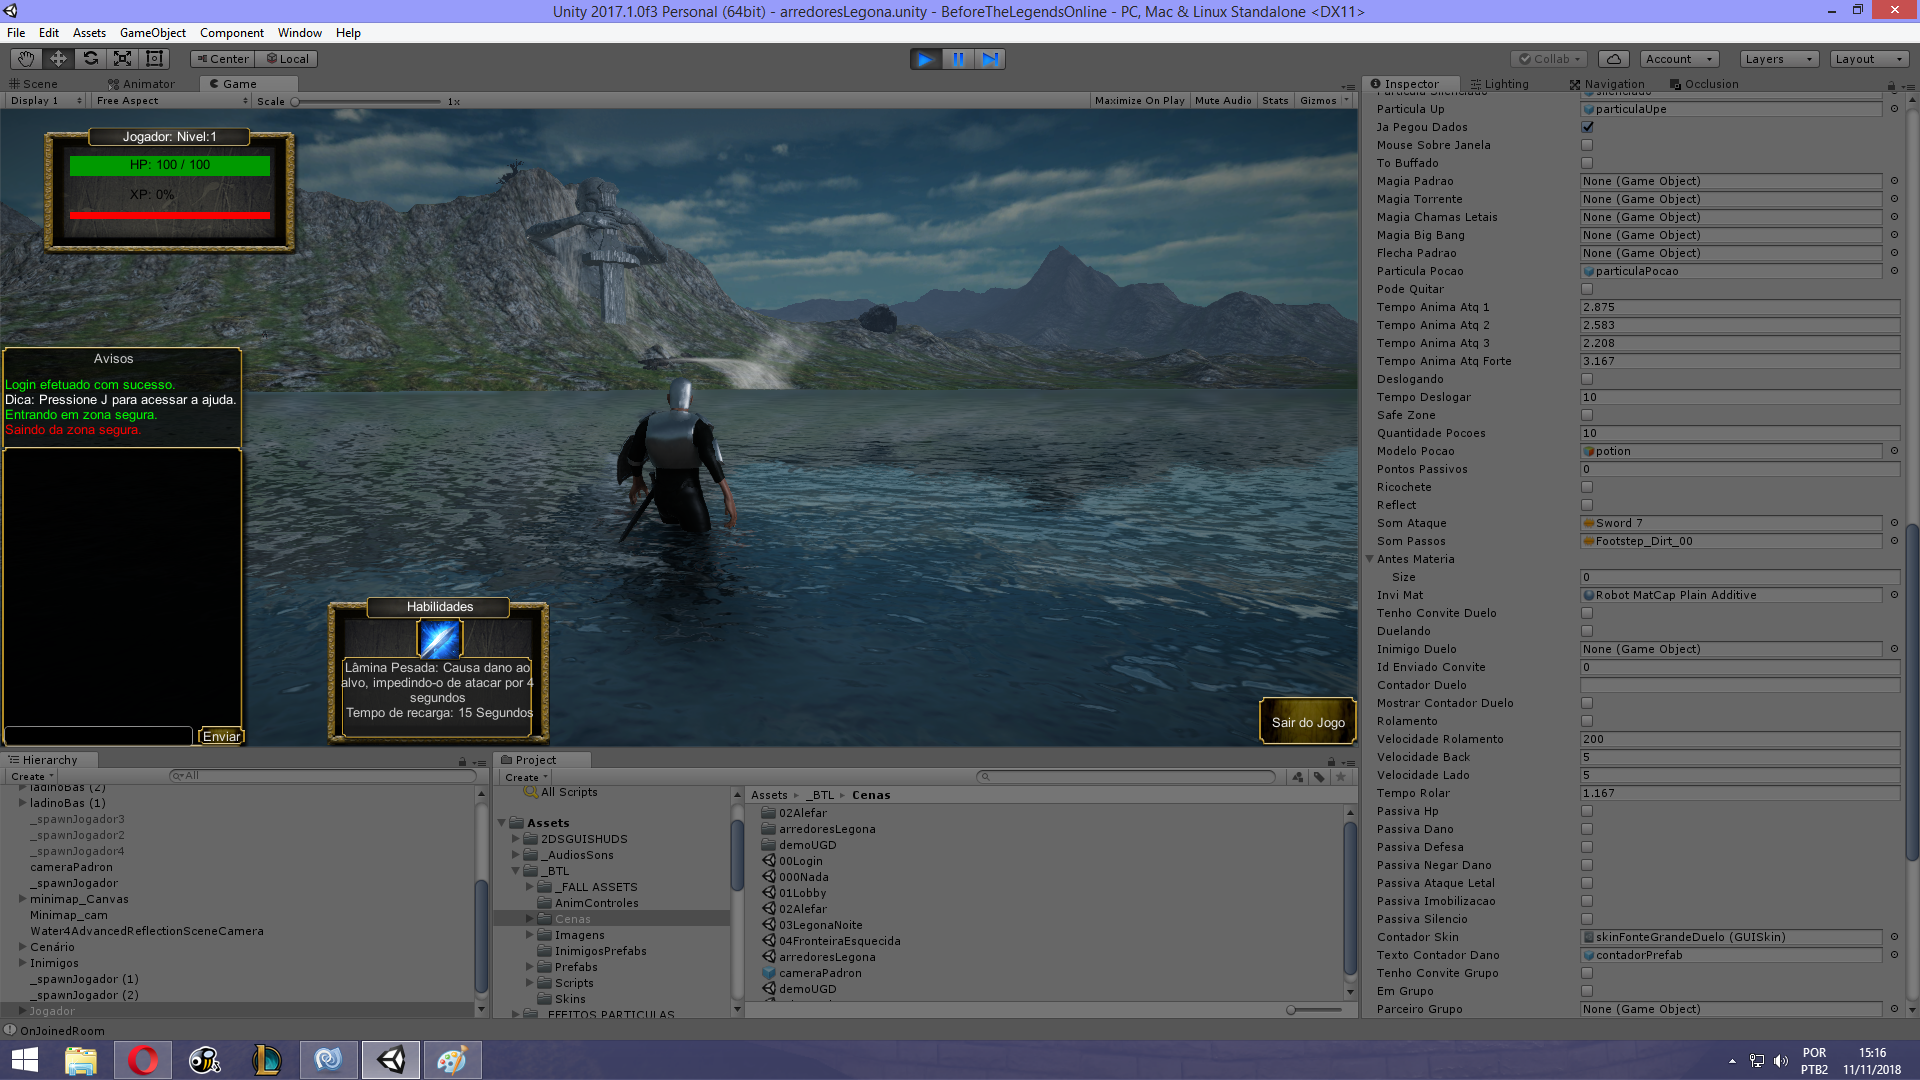 Unity 2017.1.0f3 Personal (64bit) - arredoresLegona.unity - BeforeTheLegendsOnline - PC, Mac & Linux Standalone <DX11>
File Edit Assets GameObject Component Window Help
Center Local
Collab Account Layers Layout
Scene Animator Game
Display 1 Free Aspect Scale 1x Maximize On Play Mute Audio Stats Gizmos
Jogador: Nivel:1
HP: 100 / 100
XP: 0%
Avisos
Login efetuado com sucesso.
Dica: Pressione J para acessar a ajuda.
Entrando em zona segura.
Saindo da zona segura.
Enviar
Habilidades
Lâmina Pesada: Causa dano ao
alvo, impedindo-o de atacar por 4
segundos
Tempo de recarga: 15 Segundos
Sair do Jogo
Inspector Lighting Navigation Occlusion
Particula Silenciado silenciado
Particula Up particulaUpe
Ja Pegou Dados
Mouse Sobre Janela
To Buffado
Magia Padrao None (Game Object)
Magia Torrente None (Game Object)
Magia Chamas Letais None (Game Object)
Magia Big Bang None (Game Object)
Flecha Padrao None (Game Object)
Particula Pocao particulaPocao
Pode Quitar
Tempo Anima Atq 1 2.875
Tempo Anima Atq 2 2.583
Tempo Anima Atq 3 2.208
Tempo Anima Atq Forte 3.167
Deslogando
Tempo Deslogar 10
Safe Zone
Quantidade Pocoes 10
Modelo Pocao potion
Pontos Passivos 0
Ricochete
Reflect
Som Ataque Sword 7
Som Passos Footstep_Dirt_00
Antes Materia
Size 0
Invi Mat Robot MatCap Plain Additive
Tenho Convite Duelo
Duelando
Inimigo Duelo None (Game Object)
Id Enviado Convite 0
Contador Duelo
Mostrar Contador Duelo
Rolamento
Velocidade Rolamento 200
Velocidade Back 5
Velocidade Lado 5
Tempo Rolar 1.167
Passiva Hp
Passiva Dano
Passiva Defesa
Passiva Negar Dano
Passiva Ataque Letal
Passiva Imobilizacao
Passiva Silencio
Contador Skin skinFonteGrandeDuelo (GUISkin)
Texto Contador Dano contadorPrefab
Tenho Convite Grupo
Em Grupo
Parceiro Grupo None (Game Object)
Hierarchy
Create All
ladinoBas (2)
ladinoBas (1)
_spawnJogador3
_spawnJogador2
_spawnJogador4
cameraPadron
_spawnJogador
minimap_Canvas
Minimap_cam
Water4AdvancedReflectionSceneCamera
Cenário
Inimigos
_spawnJogador (1)
_spawnJogador (2)
Jogador
Project
Create
All Scripts
Assets
2DSGUISHUDS
_AudiosSons
_BTL
_FALL ASSETS
AnimControles
Cenas
Imagens
InimigosPrefabs
Prefabs
Scripts
Skins
EFEITOS PARTICULAS
Assets _BTL Cenas
02Alefar
arredoresLegona
demoUGD
00Login
000Nada
01Lobby
02Alefar
03LegonaNoite
04FronteiraEsquecida
arredoresLegona
cameraPadron
demoUGD
OnJoinedRoom
POR
PTB2
15:16
11/11/2018